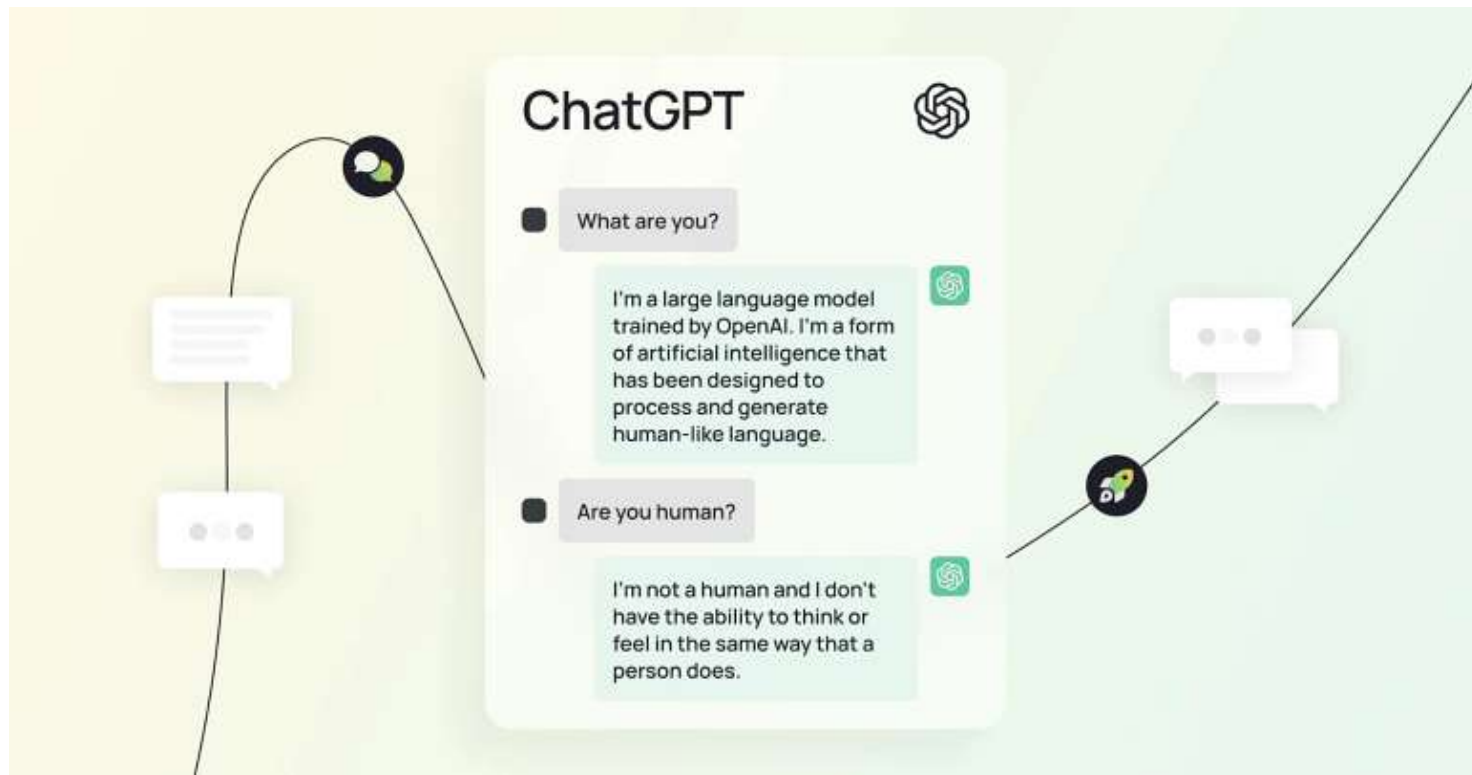 ChatGPT
What are you?
I'm a large language model
trained by OpenAI. I'm a form
of artificial intelligence that
has been designed to
process and generate
human-like language.
Are you human?
I'm not a human and I don't
have the ability to think or
feel in the same way that a
person does.